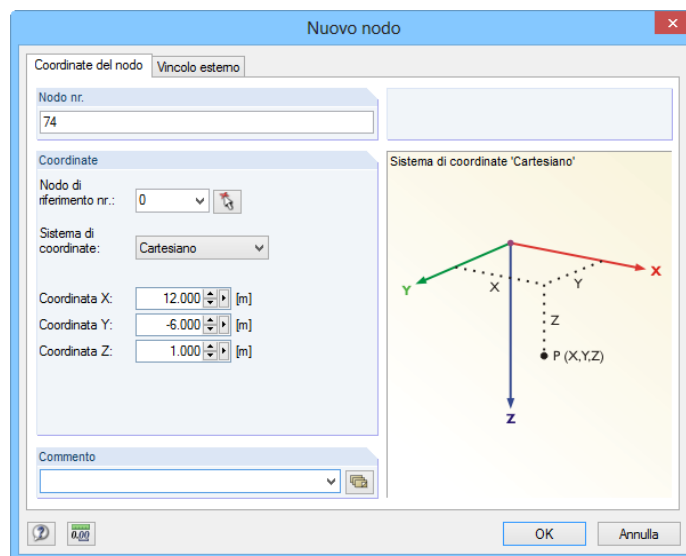 Nuovo nodo
Coordinate del nodo
Vincolo esterno
Nodo nr.
74
Coordinate
Nodo di
riferimento nr.:
0
Sistema di
coordinate:
Cartesiano
Coordinata X:
12.000
[m]
Coordinata Y:
-6.000
[m]
Coordinata Z:
1.000
[m]
Sistema di coordinate 'Cartesiano'
X
Y
X
Y
Z
P (X,Y,Z)
Z
Commento
0.00
OK
Annulla